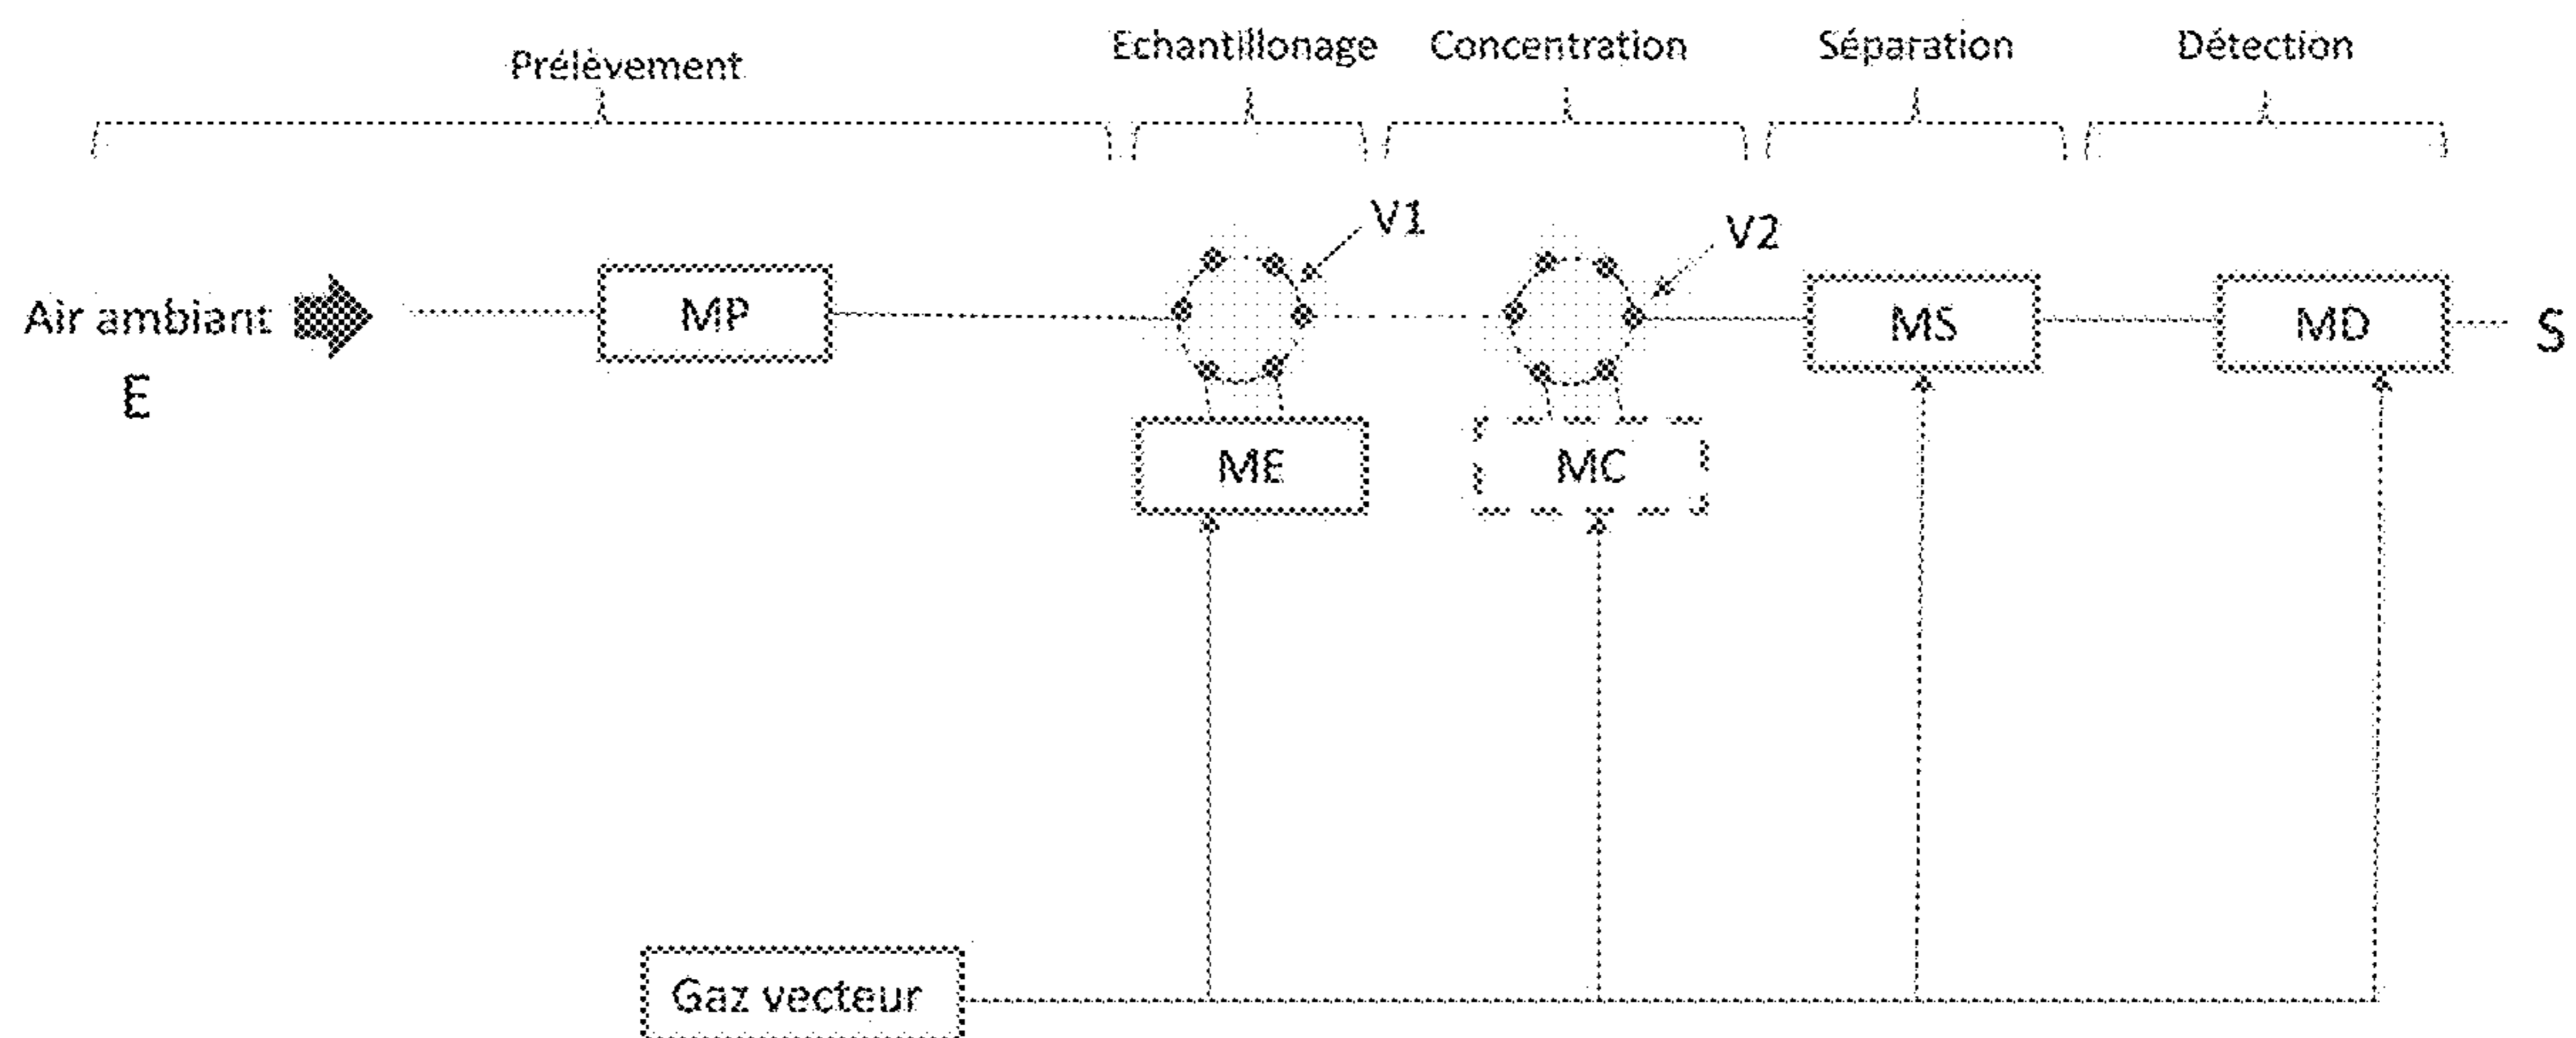 Prélèvement
Echantillonage
Concentration
Séparation
Détection
V1
V2
Air ambiant
E
MP
MS
MD
S
ME
MC
Gaz vecteur